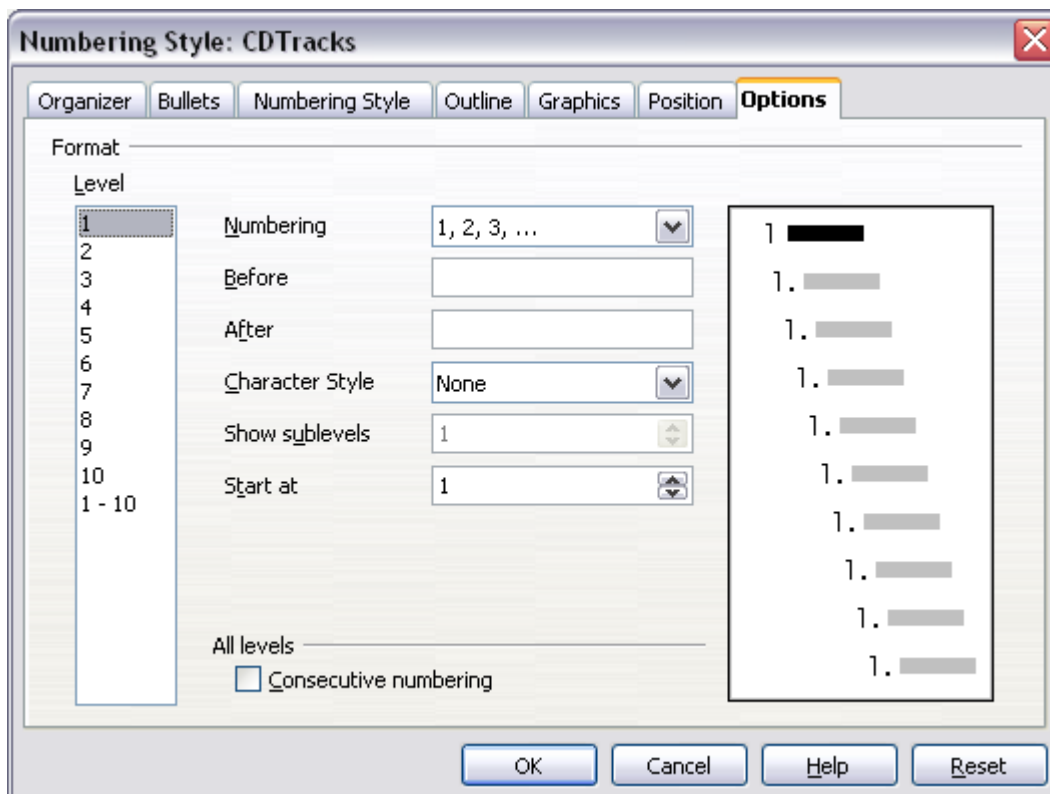 Numbering Style: CDTracks
Organizer Bullets Numbering Style Outline Graphics Position Options
Format
Level
1
2
3
4
5
6
7
8
9
10
1 - 10
Numbering 1, 2, 3, ...
Before
After
Character Style None
Show sublevels 1
Start at 1
All levels
Consecutive numbering
1
1.
1.
1.
1.
1.
1.
1.
1.
1.
OK Cancel Help Reset